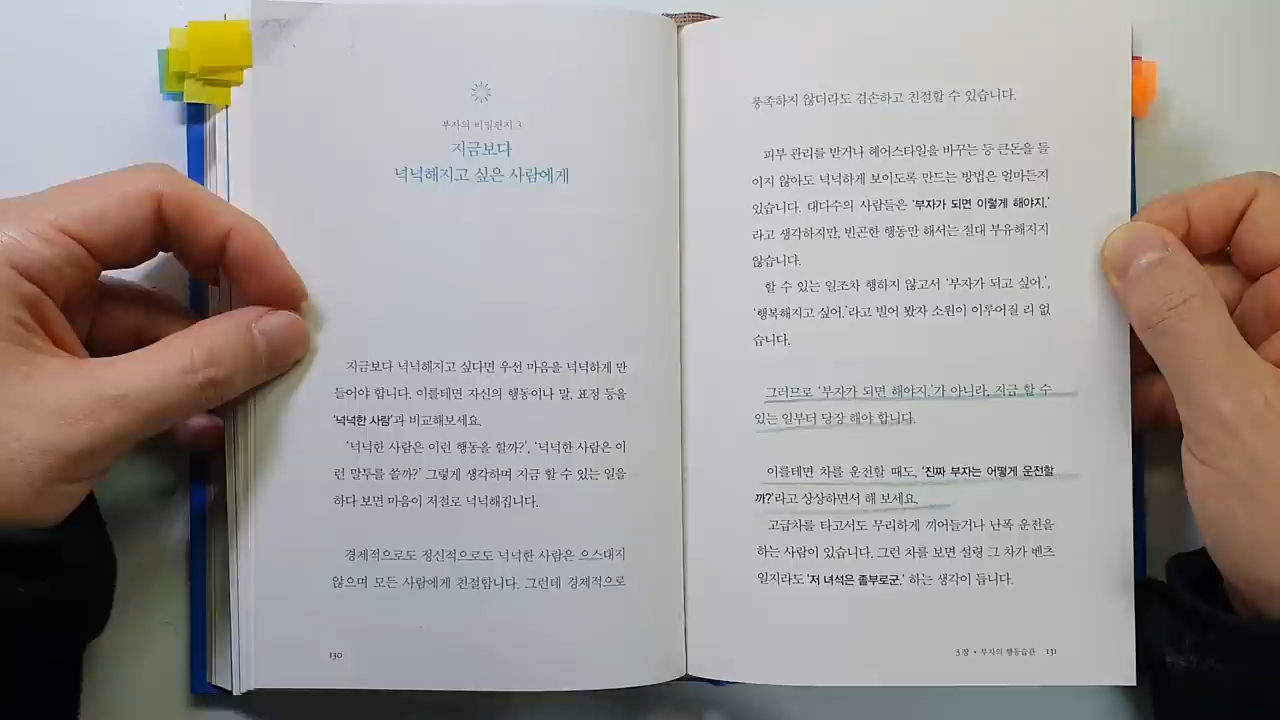 부자의 비밀편지 3
지금보다
넉넉해지고 싶은 사람에게
지금보다 넉넉해지고 싶다면 우선 마음을 넉넉하게 만
들어야 합니다. 이를테면 자신의 행동이나 말, 표정 등을
'넉넉한 사람'과 비교해보세요.
'넉넉한 사람은 이런 행동을 할까?', '넉넉한 사람은 이
런 말투를 쓸까?' 그렇게 생각하며 지금 할 수 있는 일을
하다 보면 마음이 저절로 넉넉해집니다.
경제적으로도 정신적으로도 넉넉한 사람은 으스대지
않으며 모든 사람에게 친절합니다. 그런데 경제적으로
130
풍족하지 않더라도 겸손하고 친절할 수 있습니다.
피부 관리를 받거나 헤어스타일을 바꾸는 등 큰돈을 들
이지 않아도 넉넉하게 보이도록 만드는 방법은 얼마든지
있습니다. 대다수의 사람들은 '부자가 되면 이렇게 해야지.'
라고 생각하지만, 빈곤한 행동만 해서는 절대 부유해지지
않습니다.
할 수 있는 일조차 행하지 않고서 '부자가 되고 싶어.',
'행복해지고 싶어.'라고 빌어 봤자 소원이 이루어질 리 없
습니다.
그러므로 '부자가 되면 해야지.'가 아니라, 지금 할 수
있는 일부터 당장 해야 합니다.
이를테면 차를 운전할 때도, '진짜 부자는 어떻게 운전할
까?'라고 상상하면서 해 보세요.
고급차를 타고서도 무리하게 끼어들거나 난폭 운전을
하는 사람이 있습니다. 그런 차를 보면 설령 그 차가 벤츠
일지라도 '저 녀석은 졸부로군.' 하는 생각이 듭니다.
3장 • 부자의 행동습관 131